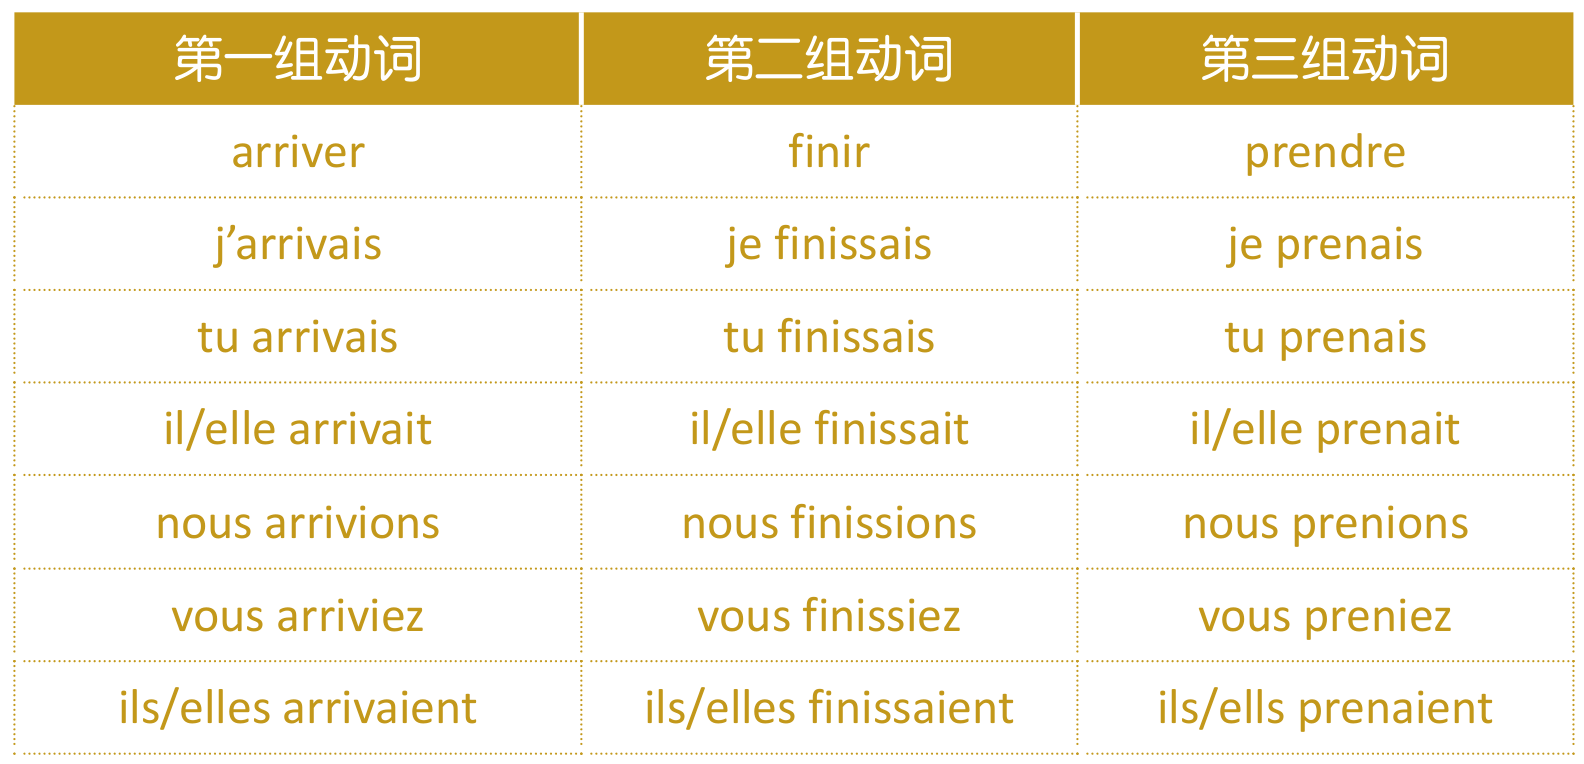 第一组动词 第二组动词 第三组动词
arriver finir prendre
j’arrivais je finissais je prenais
tu arrivais tu finissais tu prenais
il/elle arrivait il/elle finissait il/elle prenait
nous arrivions nous finissions nous prenions
vous arriviez vous finissiez vous preniez
ils/elles arrivaient ils/elles finissaient ils/ells prenaient